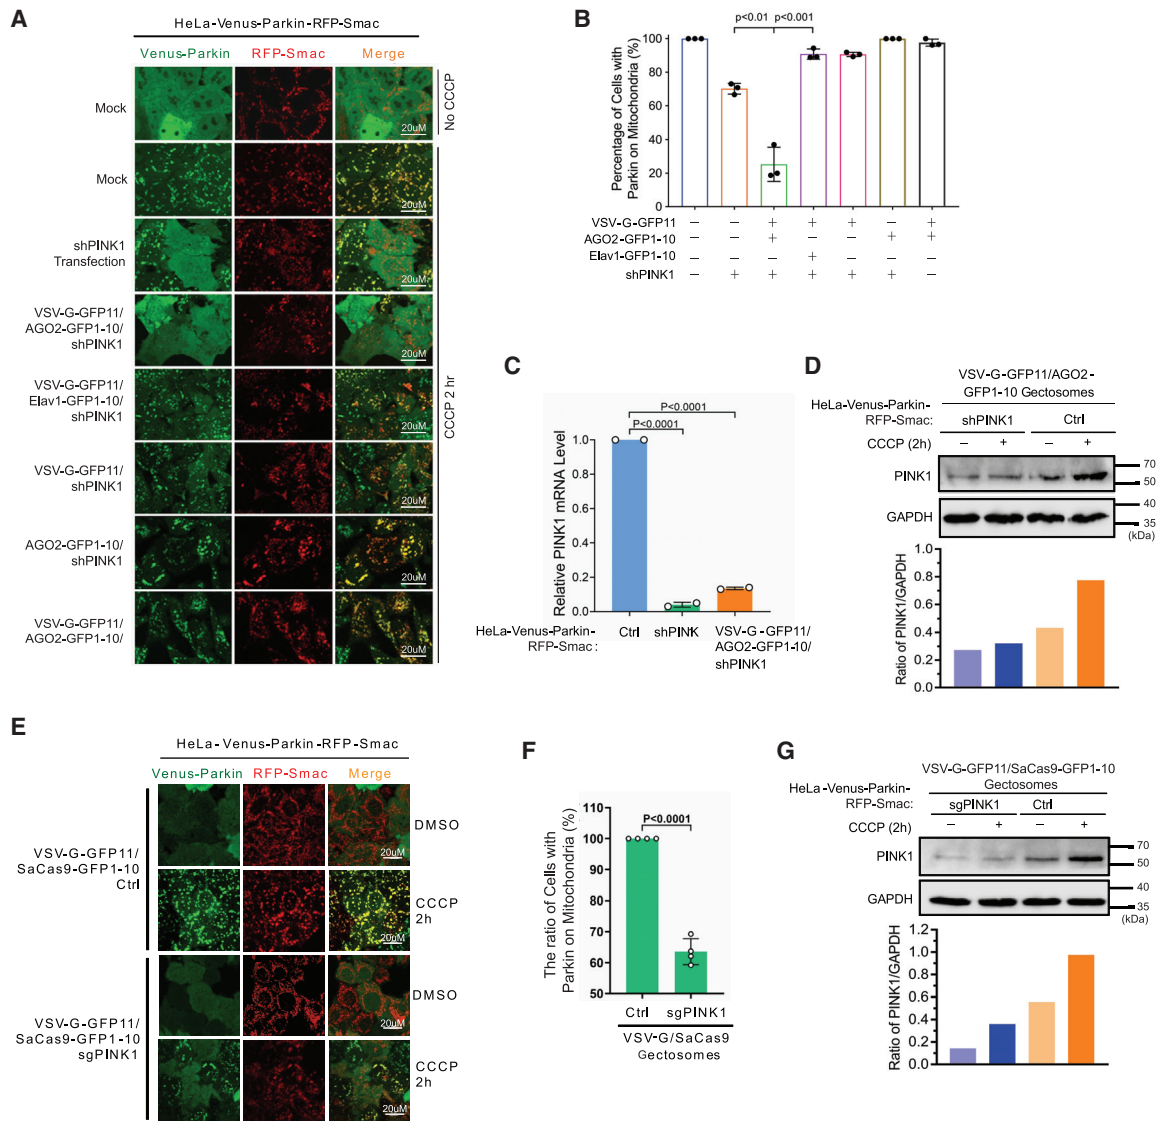 A
HeLa-Venus-Parkin-RFP-Smac
Venus-Parkin RFP-Smac Merge
Mock
20uM
No CCCP
Mock
20uM
shPINK1
Transfection
20uM
VSV-G-GFP11/
AGO2-GFP1-10/
shPINK1
20uM
VSV-G-GFP11/
Elav1-GFP1-10/
shPINK1
20uM
VSV-G-GFP11/
shPINK1
20uM
AGO2-GFP1-10/
shPINK1
20uM
VSV-G-GFP11/
AGO2-GFP1-10/
20uM
CCCP 2 hr
B
Percentage of Cells with
Parkin on Mitochondria (%)
100
80
60
40
20
0
p<0.01 p<0.001
VSV-G-GFP11 – – + + + – +
AGO2-GFP1-10 – – + – – + +
Elav1-GFP1-10 – – – + – – –
shPINK1 – + + + + + –
C
Relative PINK1 mRNA Level
1.0
0.8
0.6
0.4
0.2
0.0
P<0.0001
P<0.0001
HeLa-Venus-Parkin-
RFP-Smac :
Ctrl shPINK VSV-G -GFP11/
AGO2-GFP1-10/
shPINK1
D
VSV-G-GFP11/AGO2-
GFP1-10 Gectosomes
HeLa-Venus-Parkin-
RFP-Smac:
shPINK1 Ctrl
CCCP (2h) – + – +
PINK1
70
50
GAPDH
40
35
(kDa)
Ratio of PINK1/GAPDH
1.0
0.8
0.6
0.4
0.2
0.0
E
HeLa-Venus-Parkin-RFP-Smac
Venus-Parkin RFP-Smac Merge
VSV-G-GFP11/
SaCas9-GFP1-10
Ctrl
DMSO
20uM
CCCP
2h
20uM
VSV-G-GFP11/
SaCas9-GFP1-10
sgPINK1
DMSO
20uM
CCCP
2h
20uM
F
The ratio of Cells with
Parkin on Mitochondria (%)
110
100
90
80
70
60
50
P<0.0001
Ctrl sgPINK1
VSV-G/SaCas9
Gectosomes
G
VSV-G-GFP11/SaCas9-GFP1-10
Gectosomes
HeLa-Venus-Parkin-
RFP-Smac:
sgPINK1 Ctrl
CCCP (2h) – + – +
PINK1
70
50
GAPDH
40
35
(kDa)
Ratio of PINK1/GAPDH
1.2
1.0
0.8
0.6
0.4
0.2
0.0